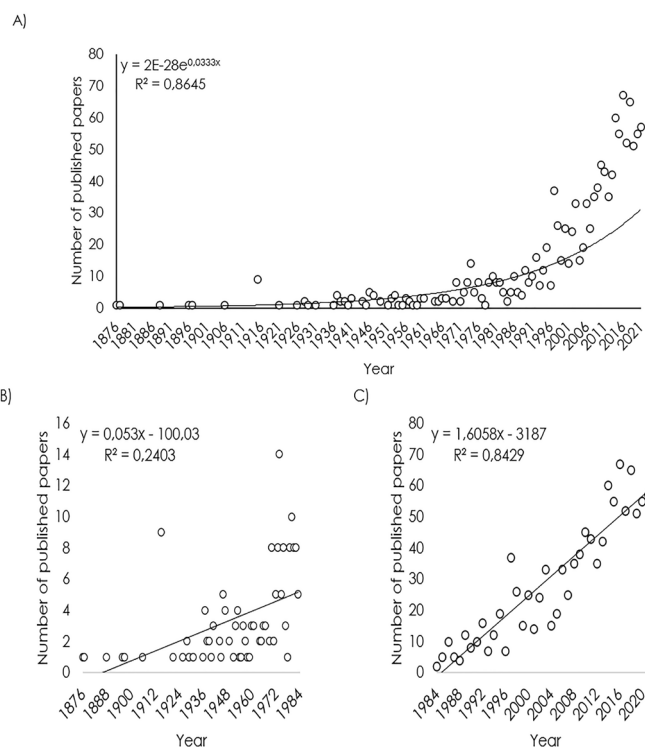 A)
80
70
60
50
40
30
20
10
0
Number of published papers
y = 2E-28e0,0333x
R² = 0,8645
1876 1881 1886 1891 1896 1901 1906 1911 1916 1921 1926 1931 1936 1941 1946 1951 1956 1961 1966 1971 1976 1981 1986 1991 1996 2001 2006 2011 2016 2021
Year
B)
16
14
12
10
8
6
4
2
0
Number of published papers
y = 0,053x - 100,03
R² = 0,2403
1876 1888 1900 1912 1924 1936 1948 1960 1972 1984
Year
C)
80
70
60
50
40
30
20
10
0
Number of published papers
y = 1,6058x - 3187
R² = 0,8429
1984 1988 1992 1996 2000 2004 2008 2012 2016 2020
Year